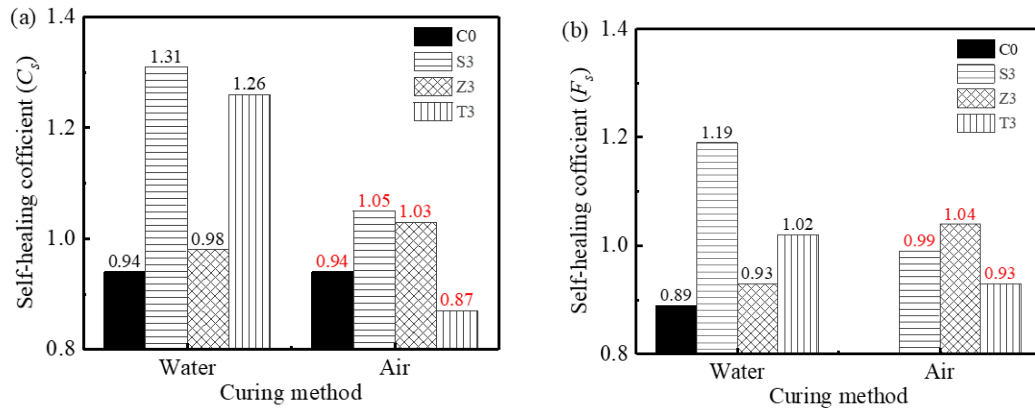 (a)
Self-healing cofficient (Cs)
1.4
1.2
1.0
0.8
C0
S3
Z3
T3
0.94
1.31
0.98
1.26
0.94
1.05
1.03
0.87
Water
Air
Curing method
(b)
Self-healing coefficient (Fs)
1.4
1.2
1.0
0.8
C0
S3
Z3
T3
0.89
1.19
0.93
1.02
0.99
1.04
0.93
Water
Air
Curing method